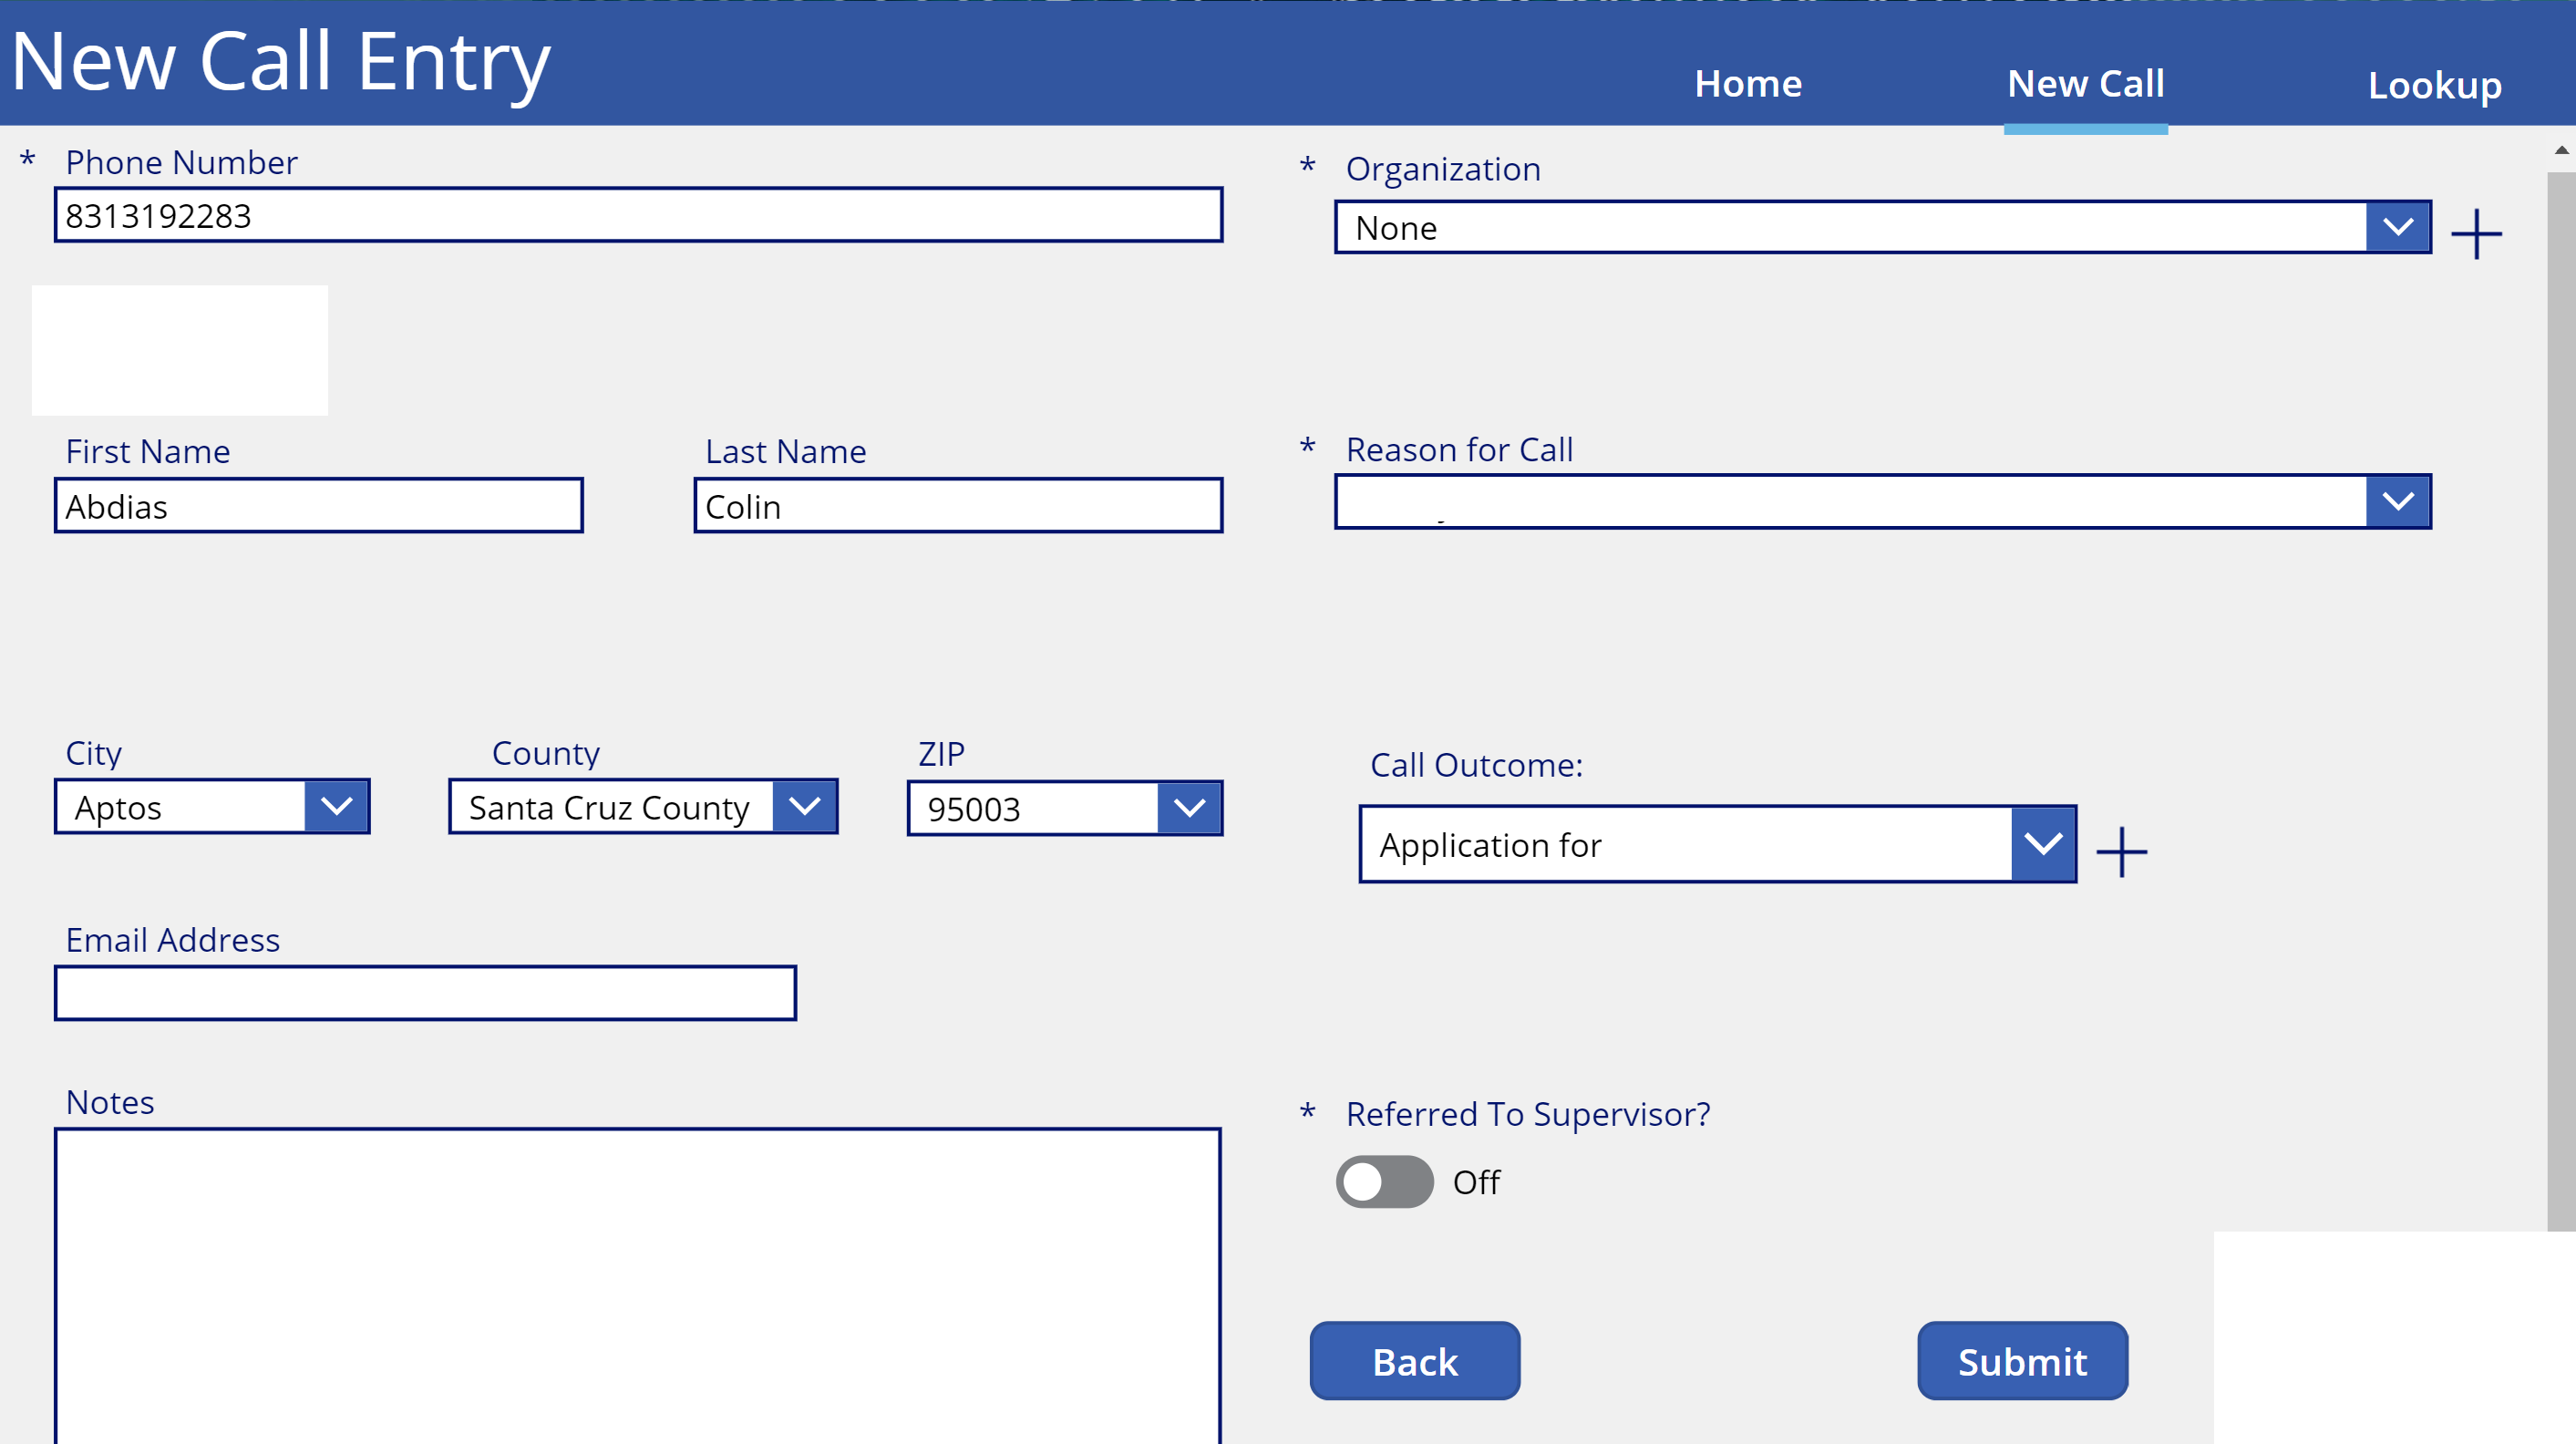 New Call Entry
Home
New Call
Lookup
* Phone Number
8313192283
* Organization
None
First Name
Abdias
Last Name
Colin
* Reason for Call
City
Aptos
County
Santa Cruz County
ZIP
95003
Call Outcome:
Application for
Email Address
Notes
* Referred To Supervisor?
Off
Back
Submit